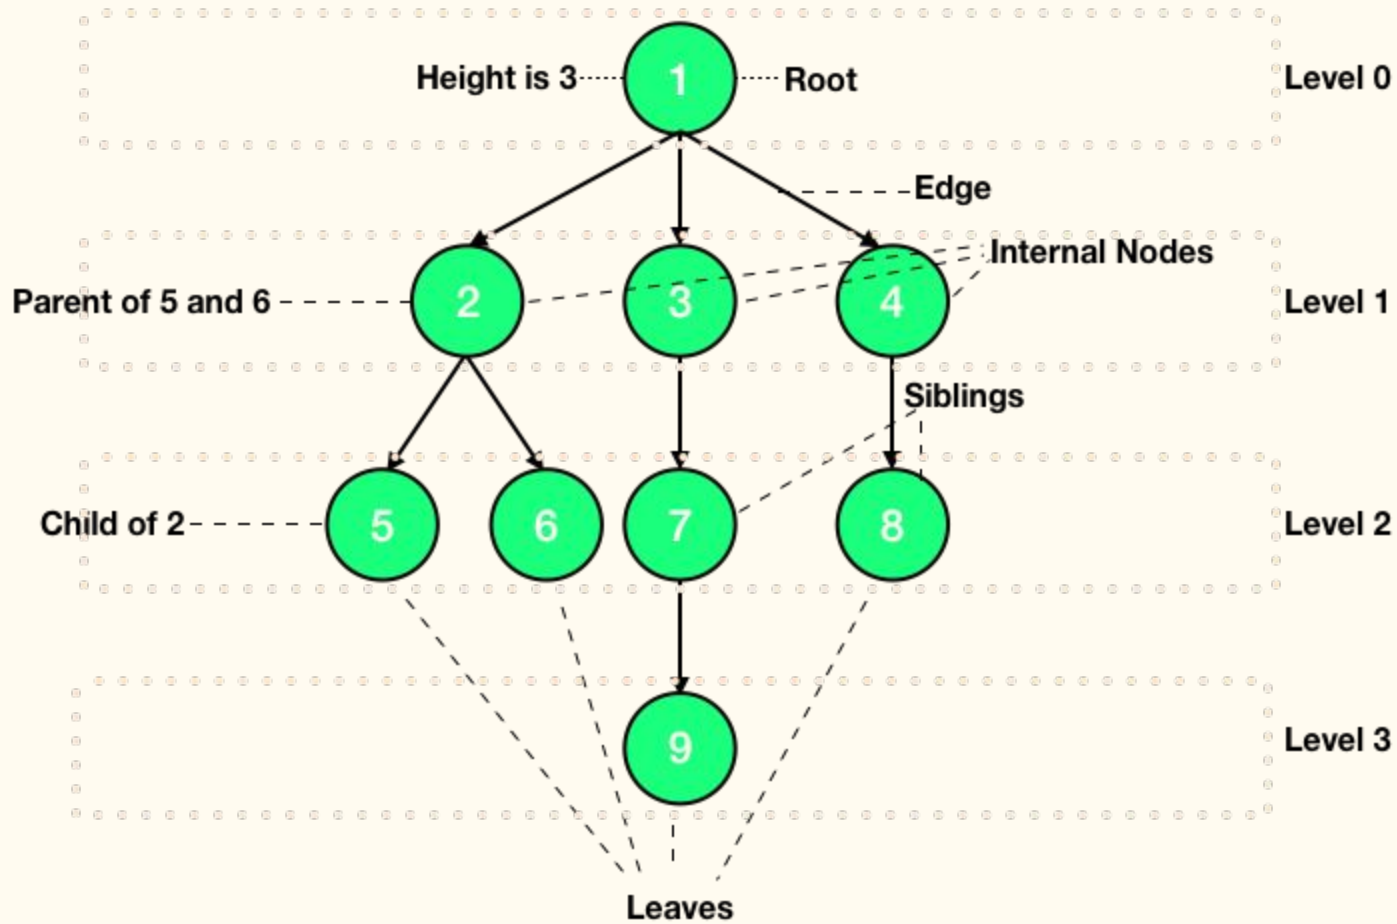 Height is 3
1
Root
Level 0
Edge
Internal Nodes
Parent of 5 and 6
2
3
4
Level 1
Siblings
Child of 2
5
6
7
8
Level 2
9
Level 3
Leaves